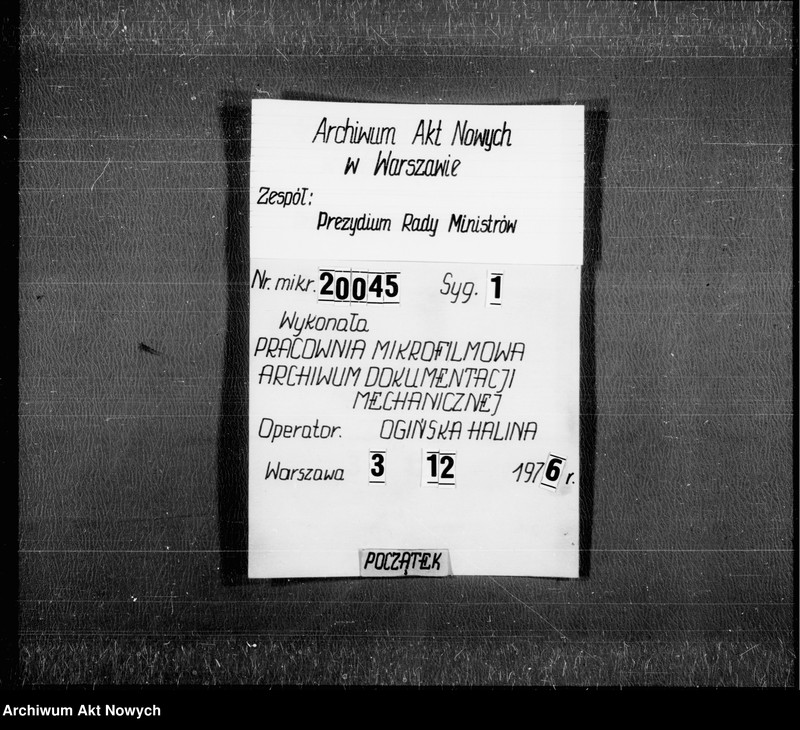 Archiwum Akt Nowych
w Warszawie
Zespół:
Prezydium Rady Ministrów
Nr. mikr. 20045 Syg. 1
Wykonała
PRACOWNIA MIKROFILMOWA
ARCHIWUM DOKUMENTACJI
MECHANICZNEJ
Operator. OGIŃSKA HALINA
Warszawa 3 12 1976 r.
POCZĄTEK
Archiwum Akt Nowych